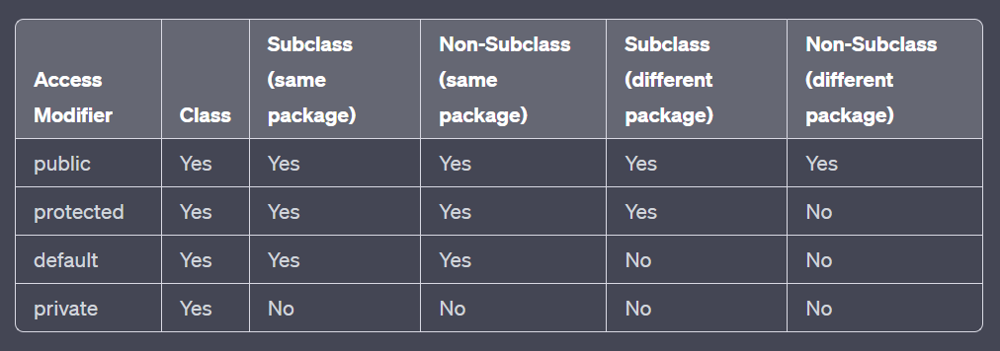 Access Modifier | Class | Subclass (same package) | Non-Subclass (same package) | Subclass (different package) | Non-Subclass (different package)
public | Yes | Yes | Yes | Yes | Yes
protected | Yes | Yes | Yes | Yes | No
default | Yes | Yes | Yes | No | No
private | Yes | No | No | No | No